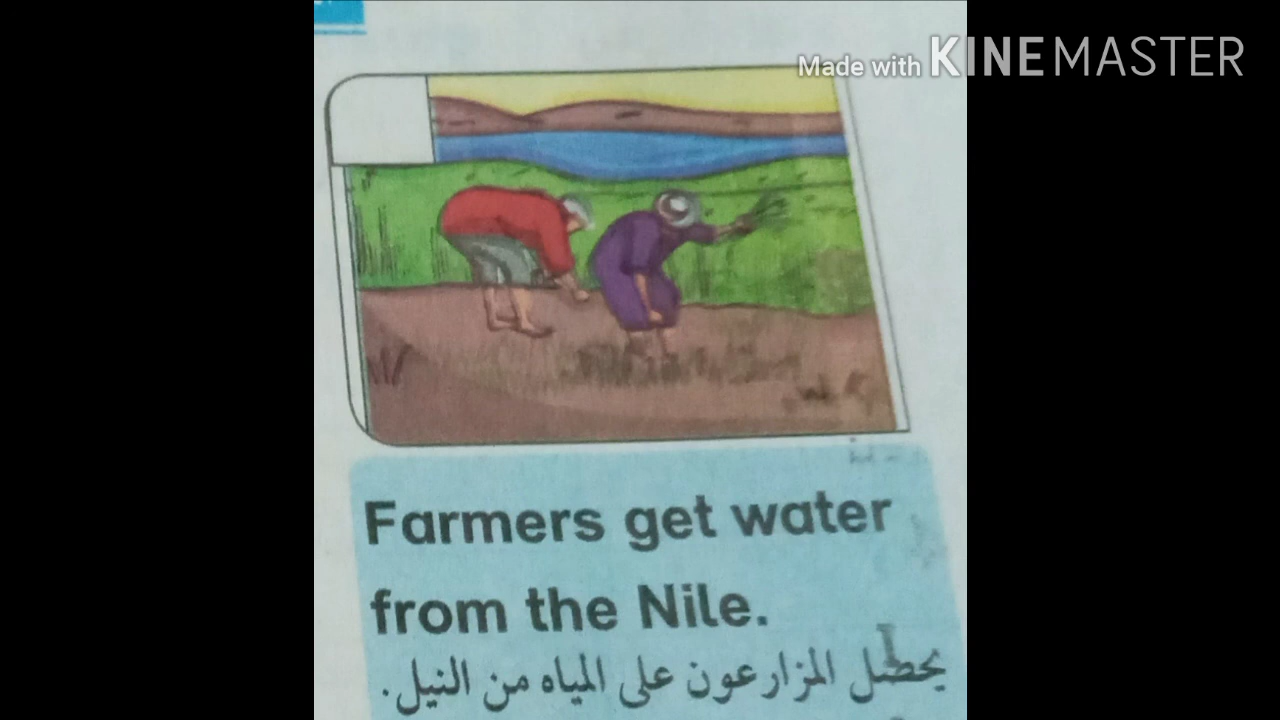 Made with KINEMASTER
Farmers get water
from the Nile.
يحصل المزارعون على المياه من النيل.